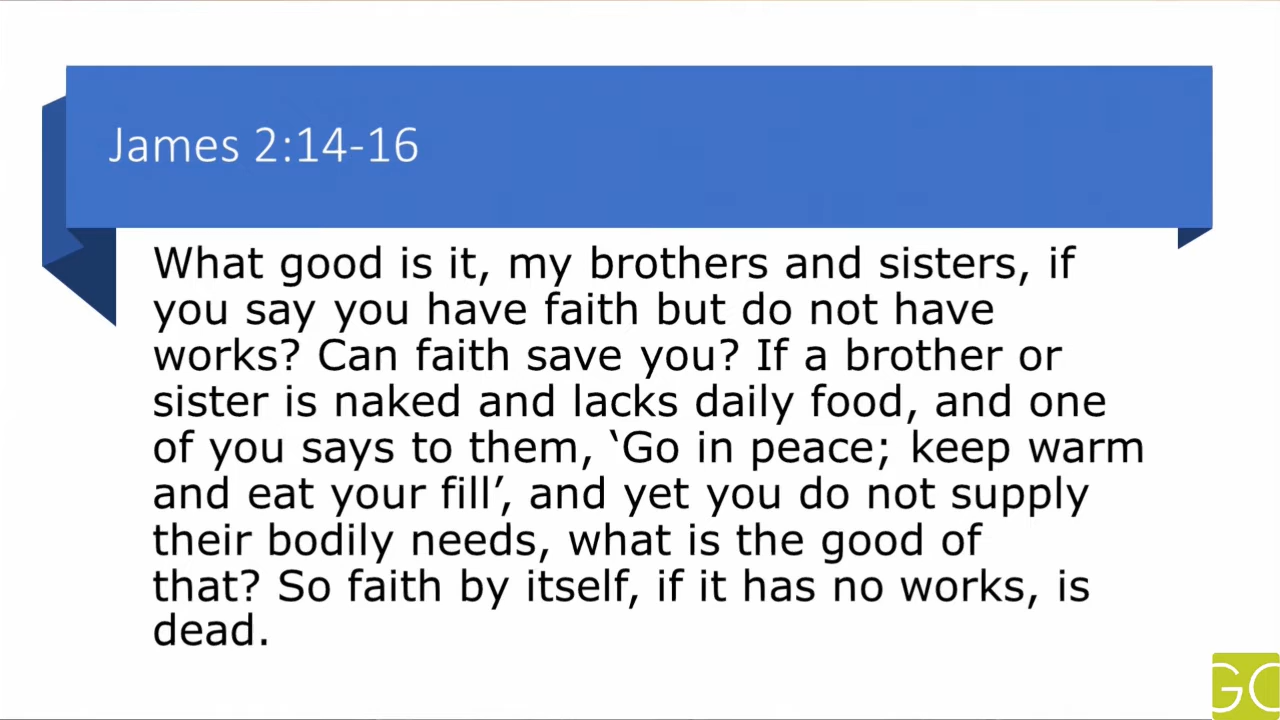 James 2:14-16
What good is it, my brothers and sisters, if
you say you have faith but do not have
works? Can faith save you? If a brother or
sister is naked and lacks daily food, and one
of you says to them, ‘Go in peace; keep warm
and eat your fill’, and yet you do not supply
their bodily needs, what is the good of
that? So faith by itself, if it has no works, is
dead.
GC